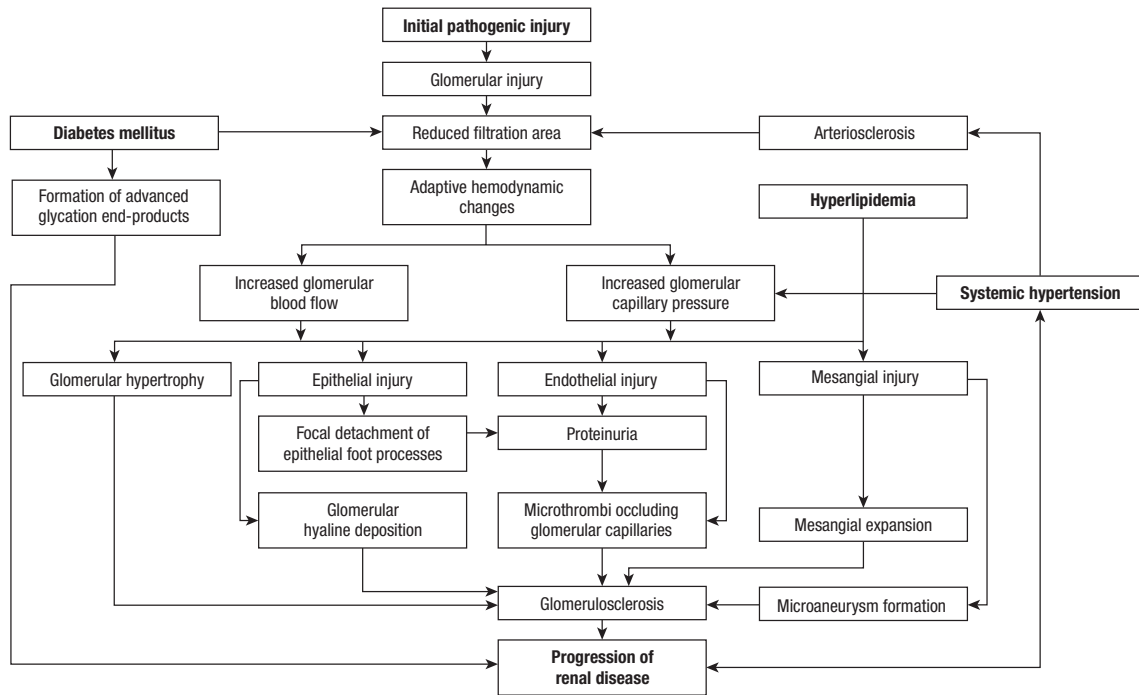 Initial pathogenic injury
Glomerular injury
Diabetes mellitus
Reduced filtration area
Arteriosclerosis
Formation of advanced
glycation end-products
Adaptive hemodynamic
changes
Hyperlipidemia
Increased glomerular
blood flow
Increased glomerular
capillary pressure
Systemic hypertension
Glomerular hypertrophy
Epithelial injury
Endothelial injury
Mesangial injury
Focal detachment of
epithelial foot processes
Proteinuria
Glomerular
hyaline deposition
Microthrombi occluding
glomerular capillaries
Mesangial expansion
Glomerulosclerosis
Microaneurysm formation
Progression of
renal disease